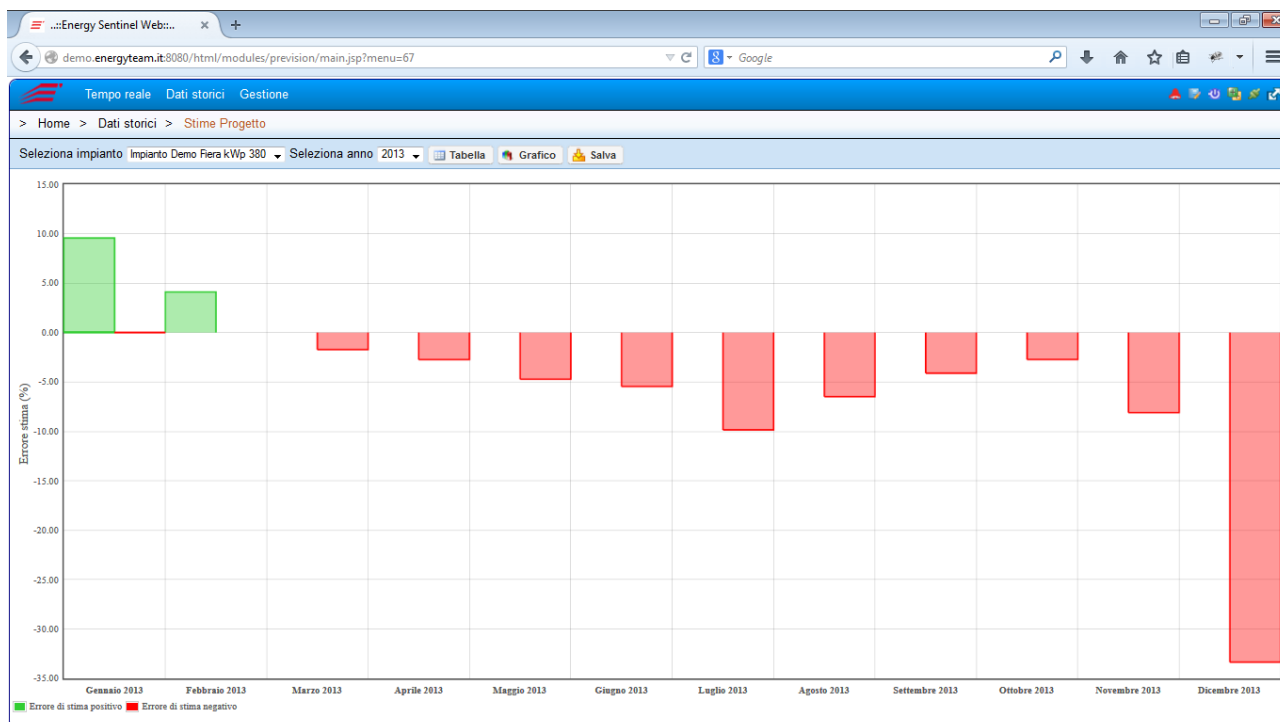 ..::Energy Sentinel Web::..
demo.energyteam.it:8080/html/modules/prevision/main.jsp?menu=67
Google
Tempo reale Dati storici Gestione
> Home > Dati storici > Stime Progetto
Seleziona impianto Impianto Demo Fiera kWp 380 Seleziona anno 2013 Tabella Grafico Salva
15.00
10.00
5.00
0.00
-5.00
-10.00
-15.00
-20.00
-25.00
-30.00
-35.00
Errore stima (%)
Gennaio 2013 Febbraio 2013 Marzo 2013 Aprile 2013 Maggio 2013 Giugno 2013 Luglio 2013 Agosto 2013 Settembre 2013 Ottobre 2013 Novembre 2013 Dicembre 2013
Errore di stima positivo Errore di stima negativo